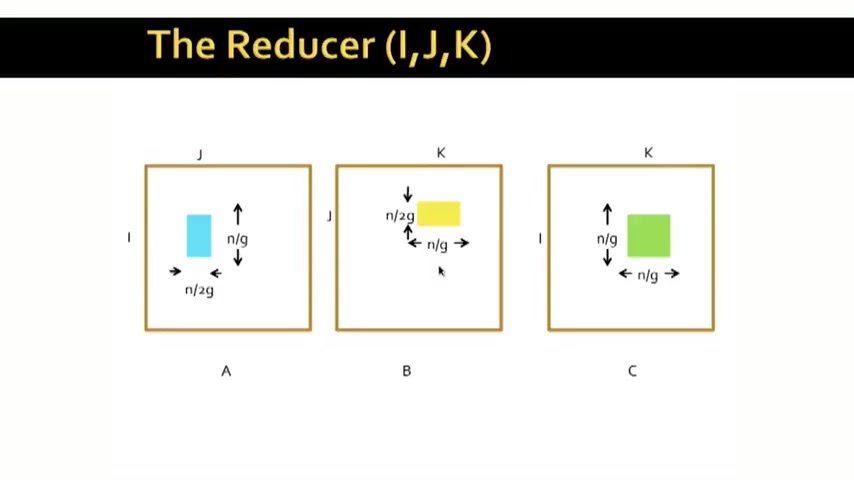 The Reducer (I,J,K)
J
K
K
I
n/g
n/2g
J
n/2g
n/g
I
n/g
n/g
A
B
C